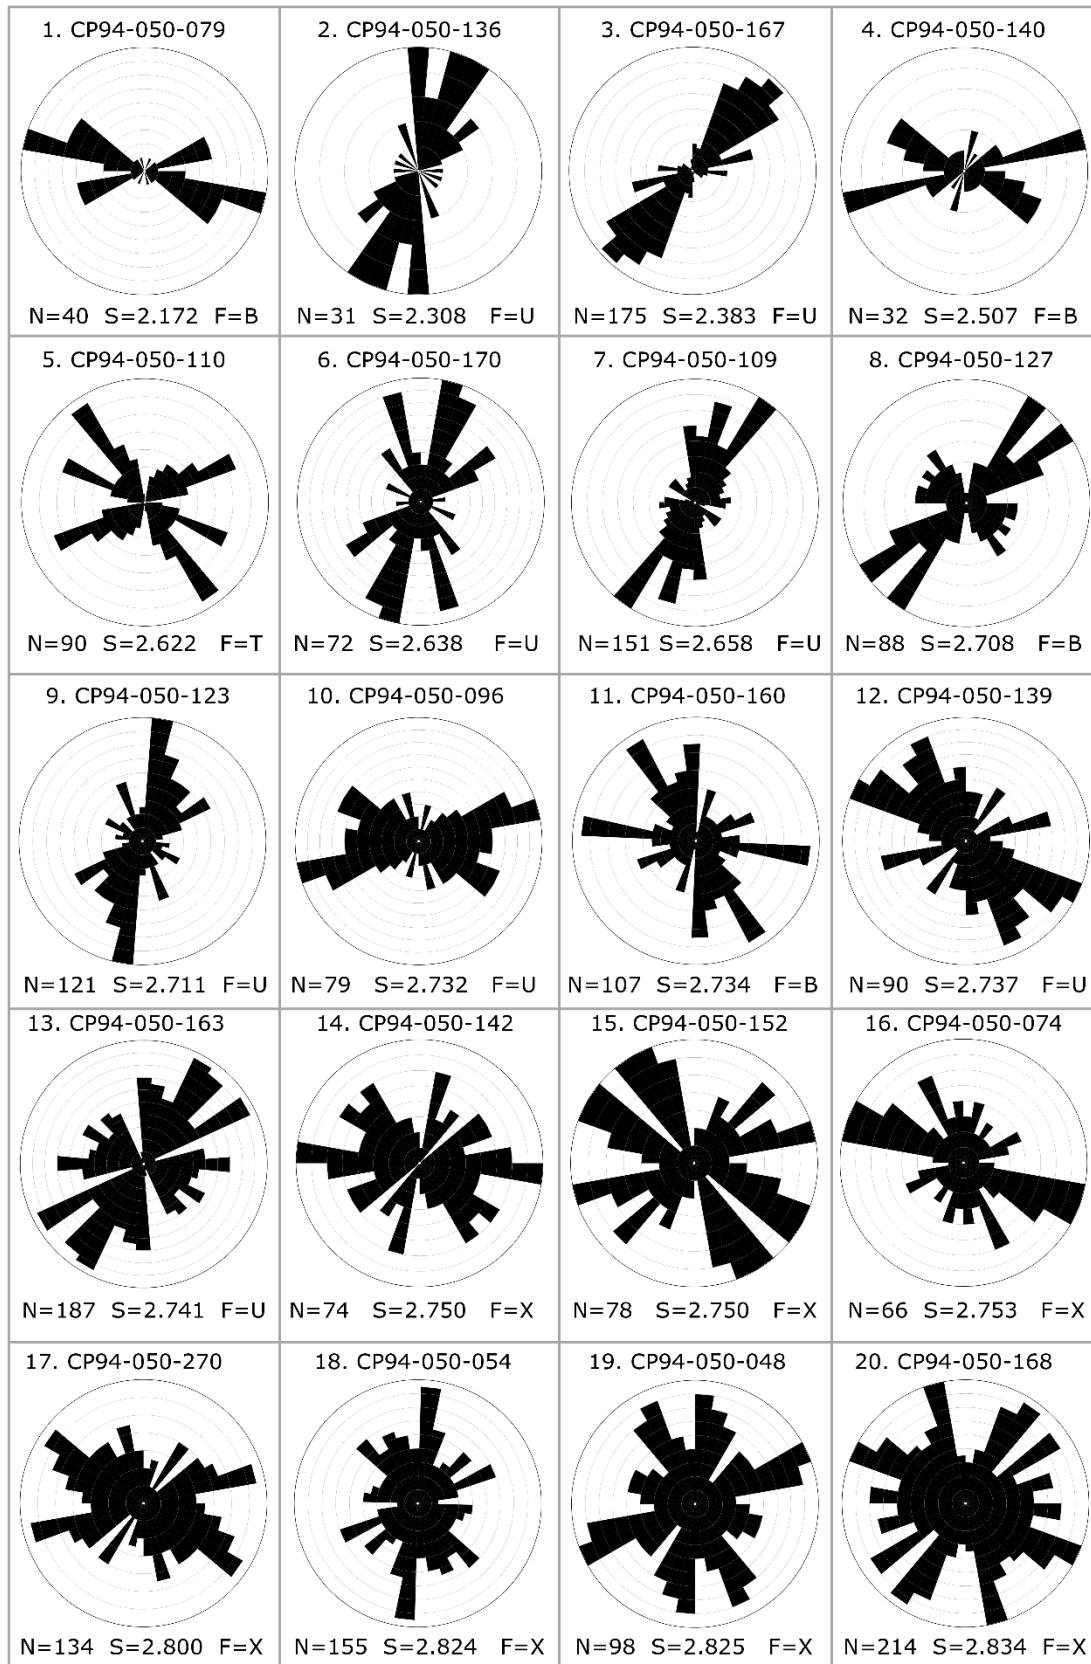 1. CP94-050-079
2. CP94-050-136
3. CP94-050-167
4. CP94-050-140
N=40 S=2.172 F=B
N=31 S=2.308 F=U
N=175 S=2.383 F=U
N=32 S=2.507 F=B
5. CP94-050-110
6. CP94-050-170
7. CP94-050-109
8. CP94-050-127
N=90 S=2.622 F=T
N=72 S=2.638 F=U
N=151 S=2.658 F=U
N=88 S=2.708 F=B
9. CP94-050-123
10. CP94-050-096
11. CP94-050-160
12. CP94-050-139
N=121 S=2.711 F=U
N=79 S=2.732 F=U
N=107 S=2.734 F=B
N=90 S=2.737 F=U
13. CP94-050-163
14. CP94-050-142
15. CP94-050-152
16. CP94-050-074
N=187 S=2.741 F=U
N=74 S=2.750 F=X
N=78 S=2.750 F=X
N=66 S=2.753 F=X
17. CP94-050-270
18. CP94-050-054
19. CP94-050-048
20. CP94-050-168
N=134 S=2.800 F=X
N=155 S=2.824 F=X
N=98 S=2.825 F=X
N=214 S=2.834 F=X